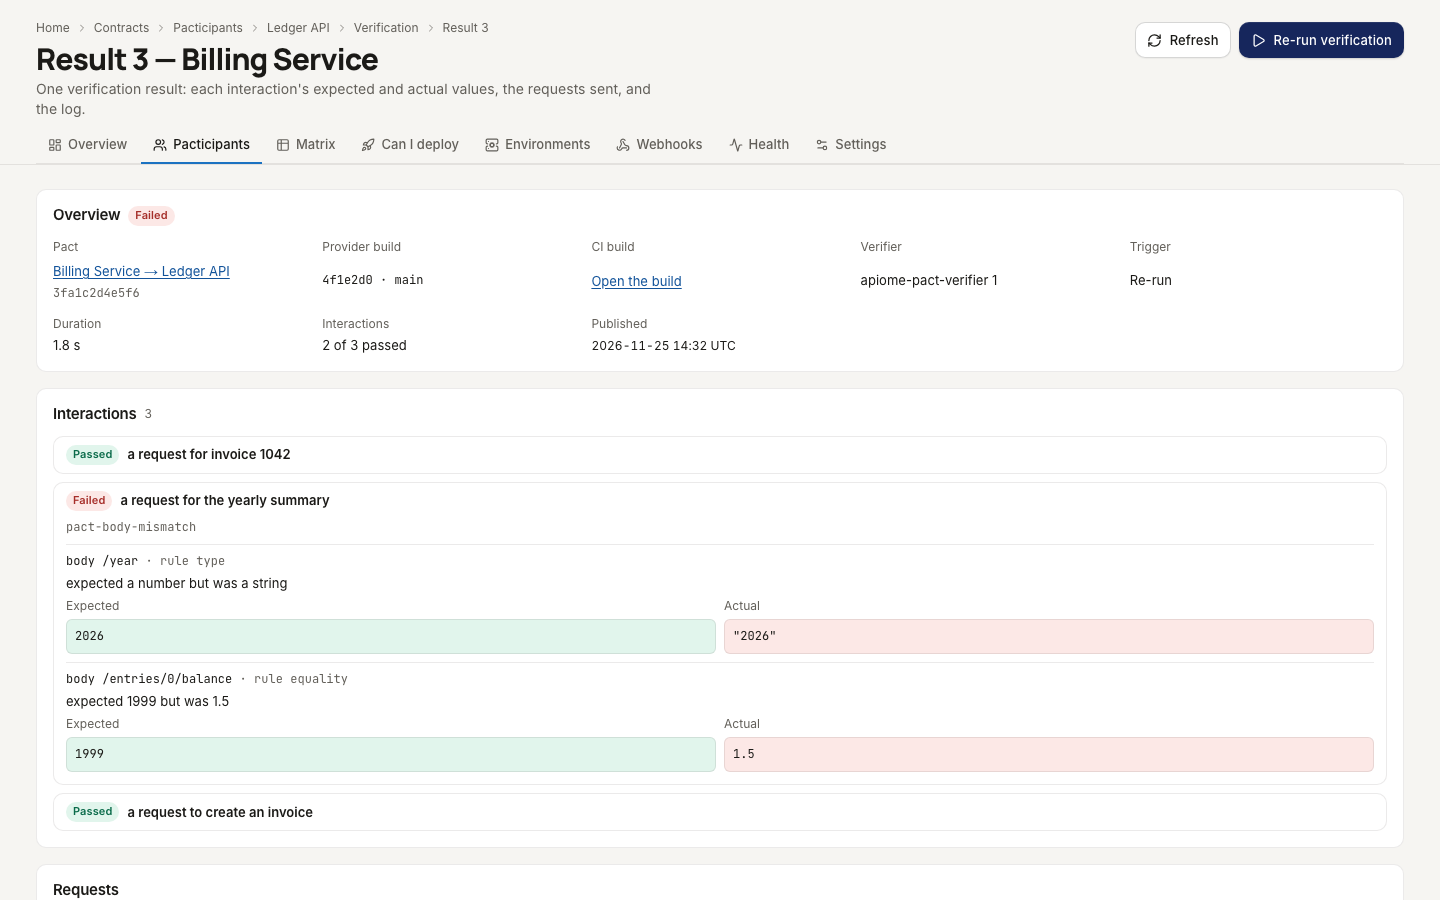 Home > Contracts > Pacticipants > Ledger API > Verification > Result 3
Result 3 — Billing Service
One verification result: each interaction's expected and actual values, the requests sent, and
the log.
Refresh
Re-run verification
Overview
Pacticipants
Matrix
Can I deploy
Environments
Webhooks
Health
Settings
Overview Failed
Pact
Billing Service → Ledger API
3fa1c2d4e5f6
Provider build
4f1e2d0 · main
CI build
Open the build
Verifier
apiome-pact-verifier 1
Trigger
Re-run
Duration
1.8 s
Interactions
2 of 3 passed
Published
2026-11-25 14:32 UTC
Interactions 3
Passed a request for invoice 1042
Failed a request for the yearly summary
pact-body-mismatch
body /year · rule type
expected a number but was a string
Expected
2026
Actual
"2026"
body /entries/0/balance · rule equality
expected 1999 but was 1.5
Expected
1999
Actual
1.5
Passed a request to create an invoice
Requests